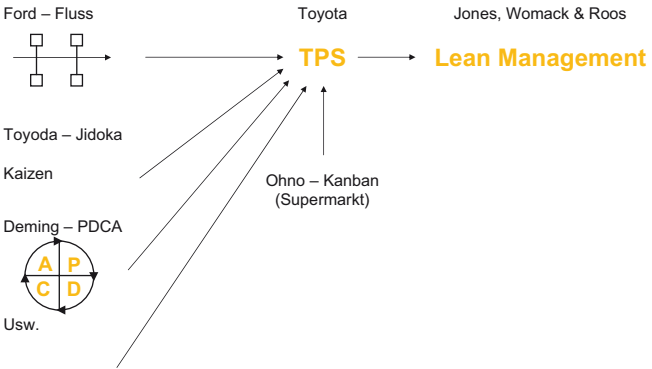 Ford – Fluss
Toyota
Jones, Womack & Roos
TPS
Lean Management
Toyoda – Jidoka
Kaizen
Ohno – Kanban
(Supermarkt)
Deming – PDCA
A P
C D
Usw.